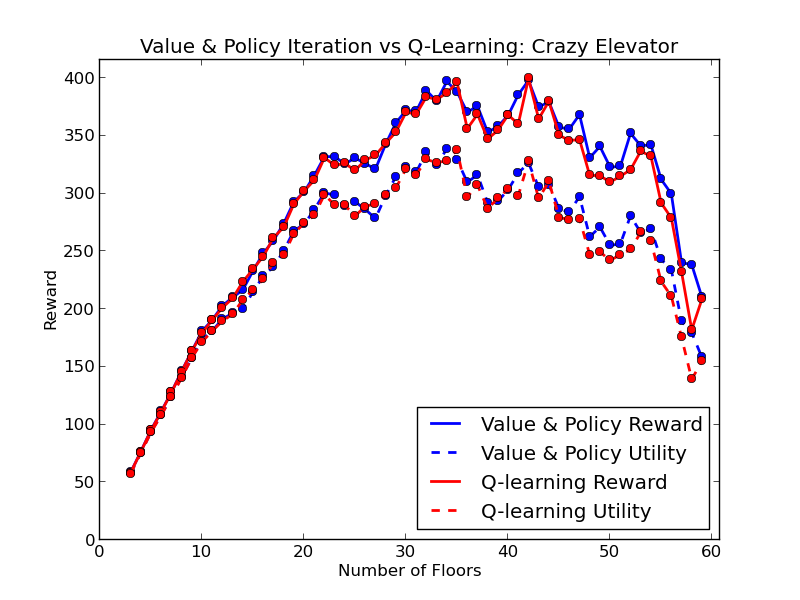 Value & Policy Iteration vs Q-Learning: Crazy Elevator
400
350
300
250
200
150
100
50
0
Reward
0 10 20 30 40 50 60
Number of Floors
Value & Policy Reward
Value & Policy Utility
Q-learning Reward
Q-learning Utility